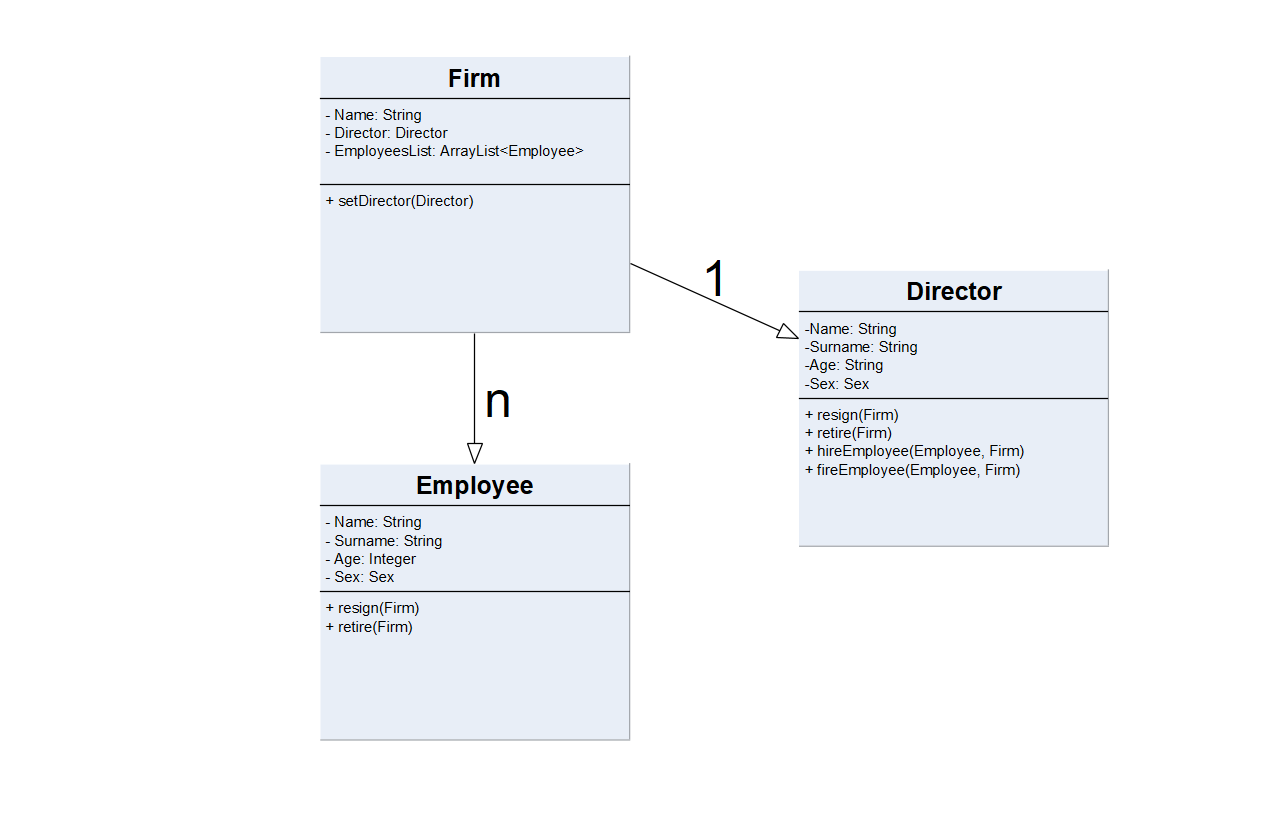 Firm
- Name: String
- Director: Director
- EmployeesList: ArrayList<Employee>
+ setDirector(Director)
1
Director
-Name: String
-Surname: String
-Age: String
-Sex: Sex
+ resign(Firm)
+ retire(Firm)
+ hireEmployee(Employee, Firm)
+ fireEmployee(Employee, Firm)
n
Employee
- Name: String
- Surname: String
- Age: Integer
- Sex: Sex
+ resign(Firm)
+ retire(Firm)